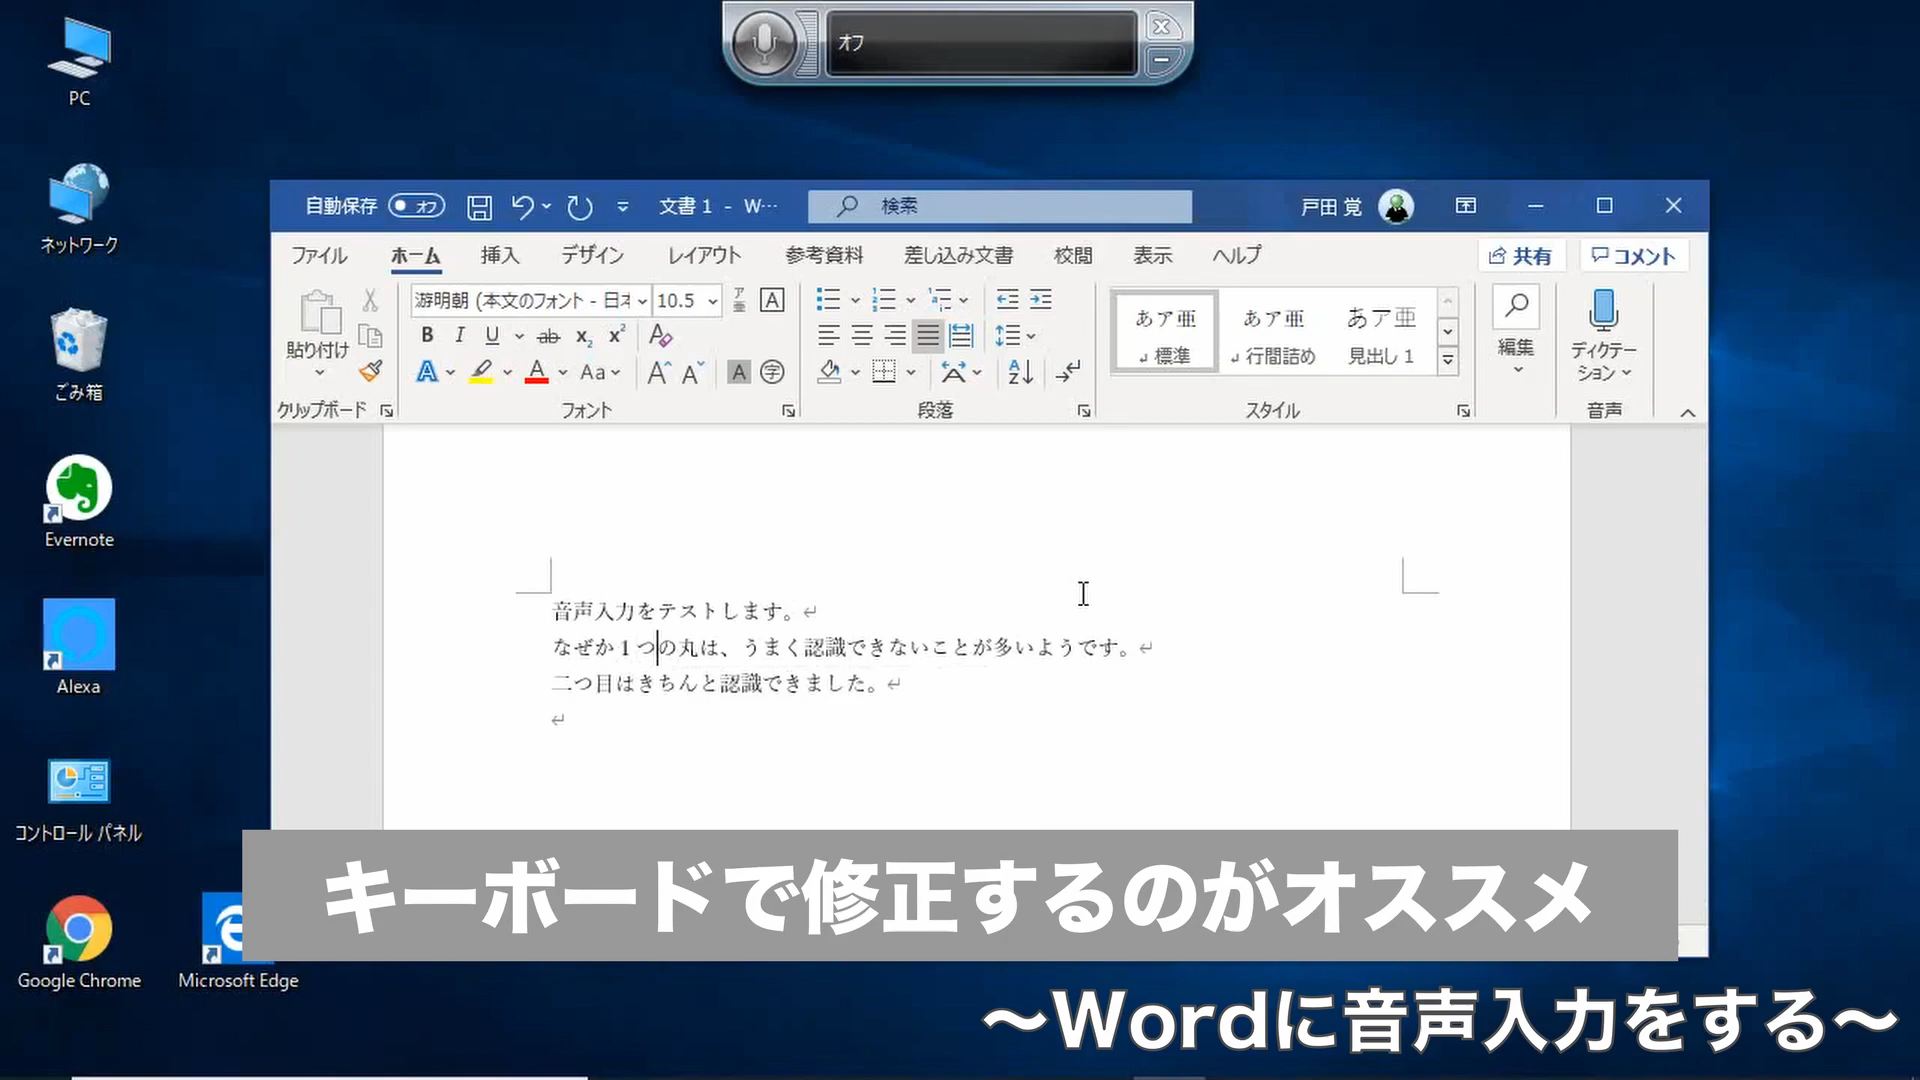 オフ
PC
ネットワーク
ごみ箱
Evernote
Alexa
コントロール パネル
Google Chrome
Microsoft Edge
自動保存 オフ
文書 1 - W…
検索
戸田 覚
ファイル ホーム 挿入 デザイン レイアウト 参考資料 差し込み文書 校閲 表示 ヘルプ
共有 コメント
貼り付け
クリップボード
游明朝 (本文のフォント - 日本
10.5
ア亜 A
B I U ab x₂ x²
A A Aa A A A 字
フォント
段落
あア亜 あア亜 あア亜
標準 行間詰め 見出し 1
スタイル
編集
ディクテー
ション
音声
音声入力をテストします。
なぜか1つの丸は、うまく認識できないことが多いようです。
二つ目はきちんと認識できました。
キーボードで修正するのがオススメ
〜Wordに音声入力をする〜